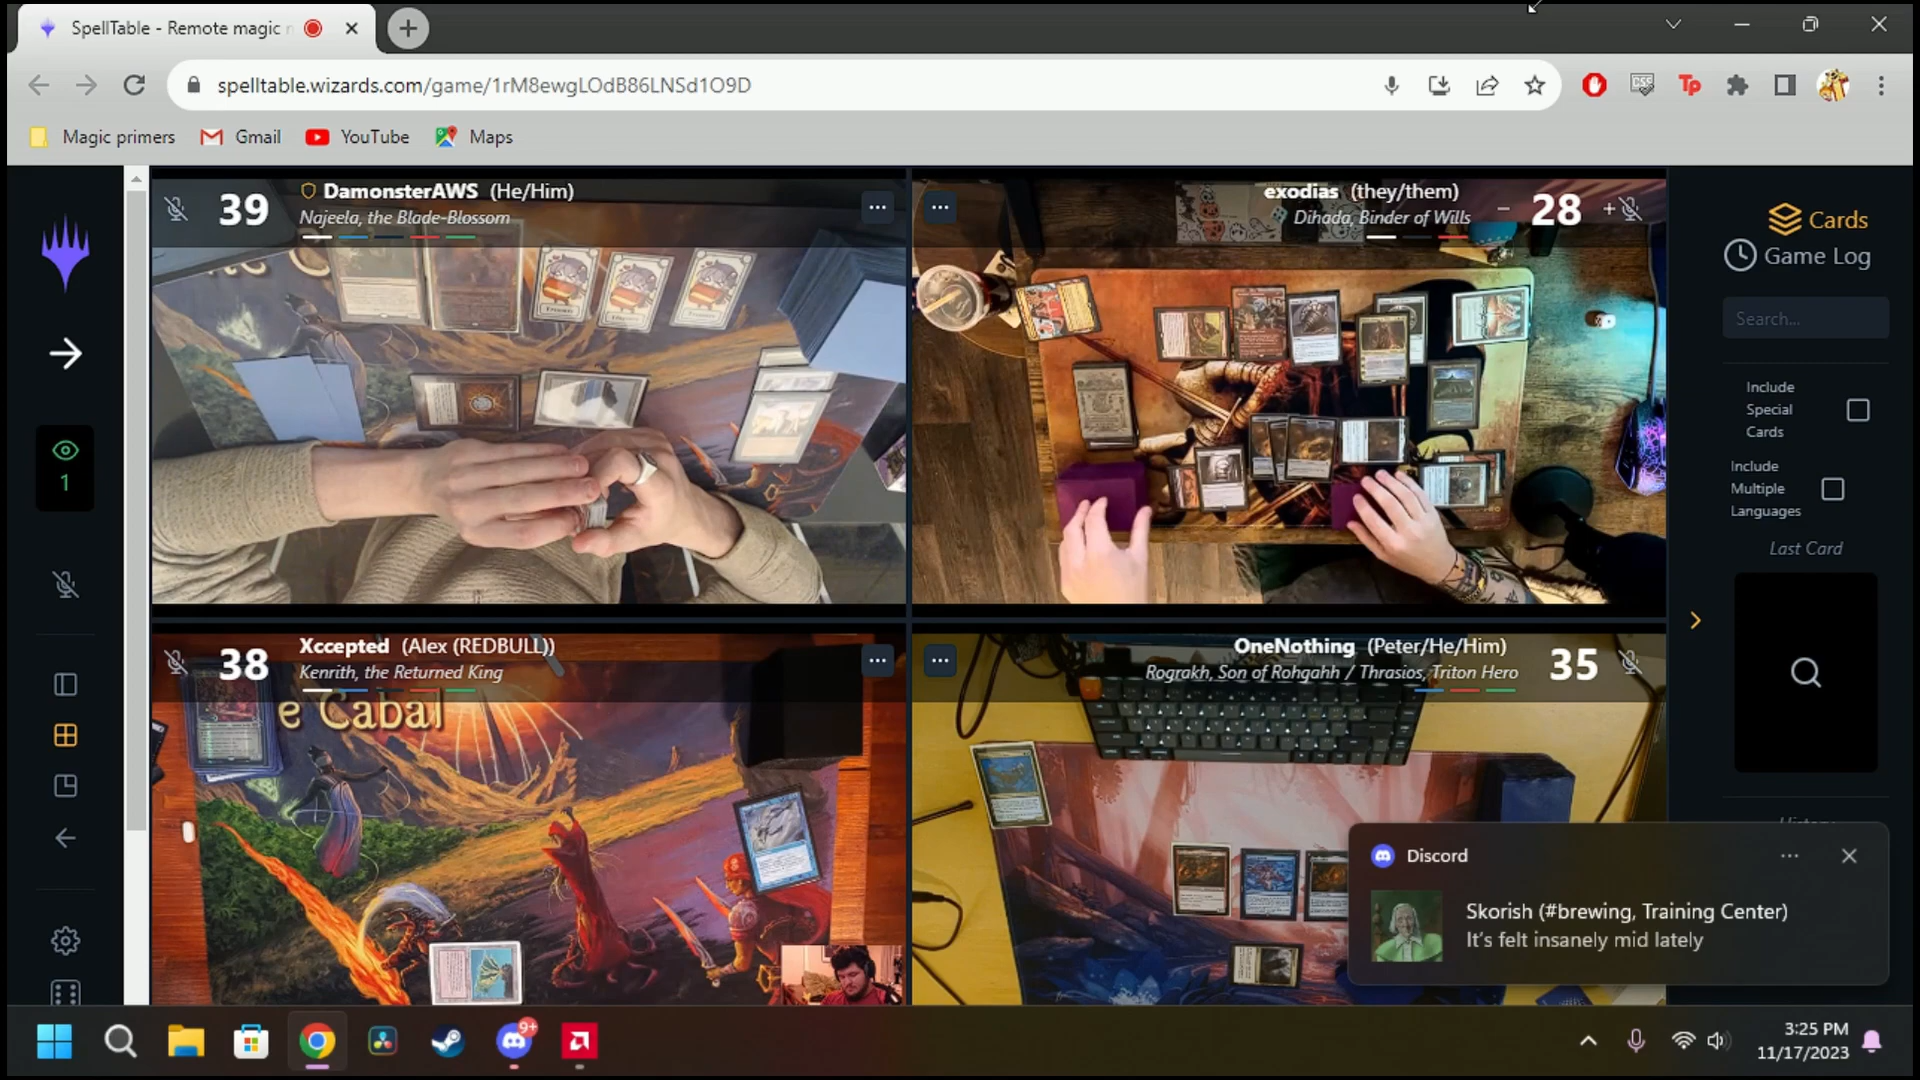 SpellTable - Remote magic
spelltable.wizards.com/game/1rM8ewgLOdB86LNSd1O9D
CSS
Tp
Magic primers
Gmail
YouTube
Maps
39
DamonsterAWS (He/Him)
Najeela, the Blade-Blossom
exodias (they/them)
Dihada, Binder of Wills
28
Cards
Game Log
Search...
Include
Special
Cards
Include
Multiple
Languages
Last Card
1
38
Xccepted (Alex (REDBULL))
Kenrith, the Returned King
e Cabal
OneNothing (Peter/He/Him)
Rograkh, Son of Rohgahh / Thrasios, Triton Hero
35
History
Discord
Skorish (#brewing, Training Center)
It's felt insanely mid lately
9+
3:25 PM
11/17/2023